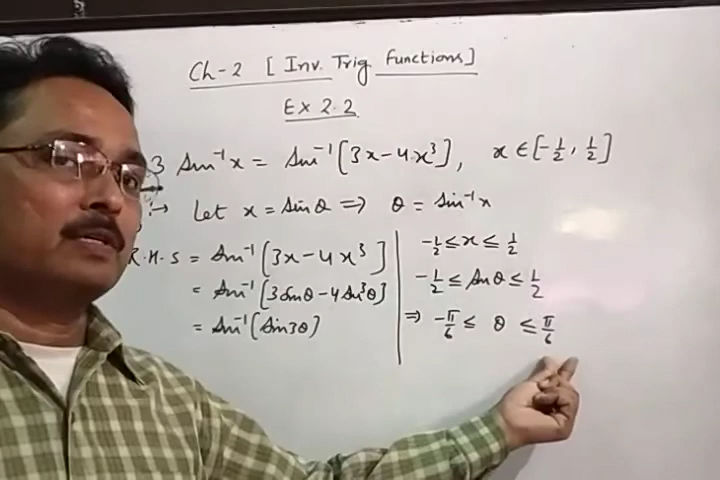 Ch-2 [Inv. Trig Functions]
Ex 2.2
3 Sin⁻¹x = Sin⁻¹[3x-4x³], x ∈ [-1/2, 1/2]
:→ Let x = Sinθ ⇒ θ = Sin⁻¹x
R.H.S = Sin⁻¹[3x-4x³]
= Sin⁻¹[3Sinθ-4Sin³θ]
= Sin⁻¹(Sin3θ)
-1/2 ≤ x ≤ 1/2
-1/2 ≤ Sinθ ≤ 1/2
⇒ -π/6 ≤ θ ≤ π/6